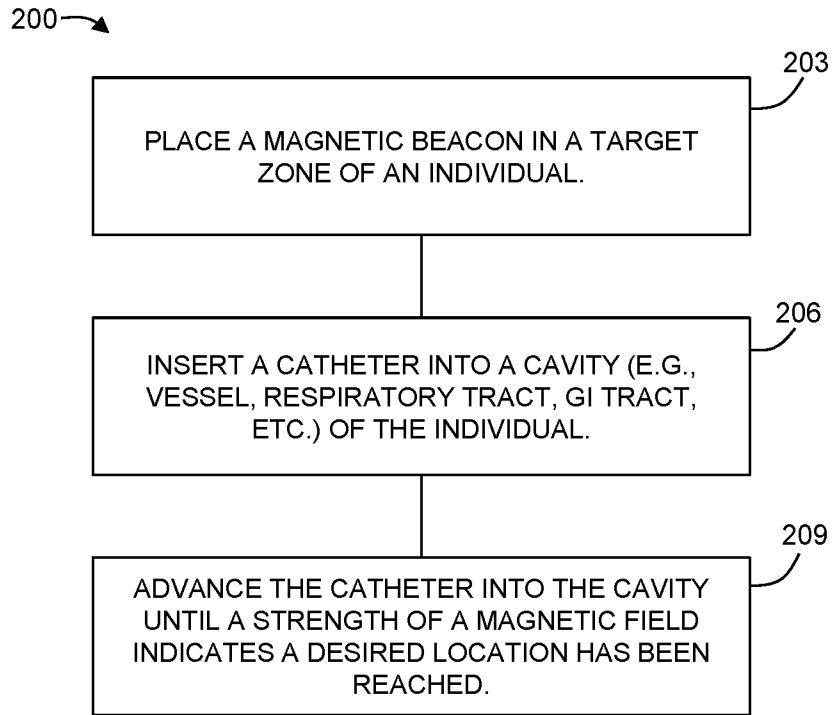 200
203
PLACE A MAGNETIC BEACON IN A TARGET
ZONE OF AN INDIVIDUAL.
206
INSERT A CATHETER INTO A CAVITY (E.G.,
VESSEL, RESPIRATORY TRACT, GI TRACT,
ETC.) OF THE INDIVIDUAL.
209
ADVANCE THE CATHETER INTO THE CAVITY
UNTIL A STRENGTH OF A MAGNETIC FIELD
INDICATES A DESIRED LOCATION HAS BEEN
REACHED.